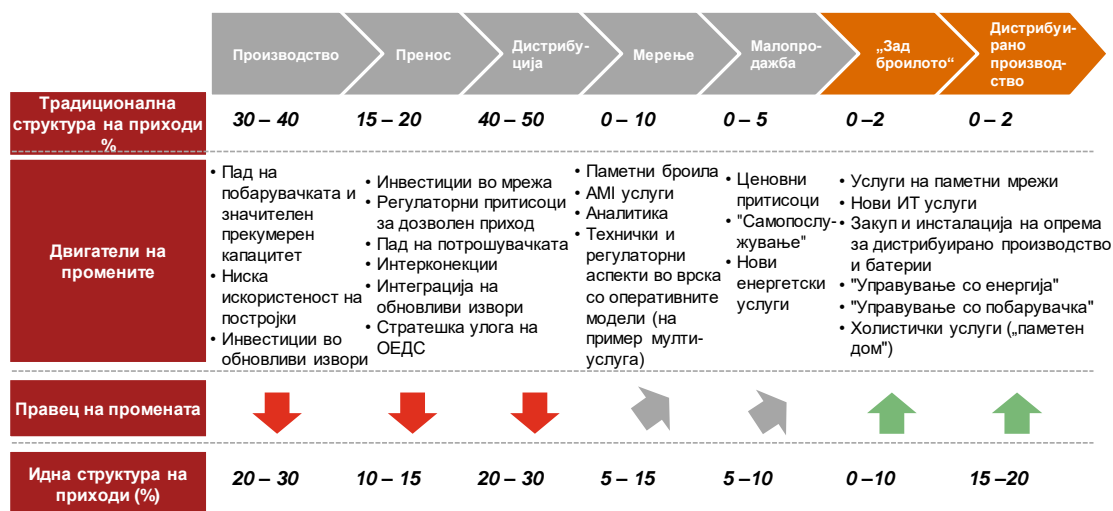 Производство
Пренос
Дистрибу-
ција
Мерење
Малопро-
дажба
„Зад
броилото“
Дистрибуи-
рано
производ-
ство
Традиционална
структура на приходи
%
30 – 40
15 – 20
40 – 50
0 – 10
0 – 5
0 –2
0 – 2
Двигатели на
промените
• Пад на
побарувачката и
значителен
прекумерен
капацитет
• Ниска
искористеност на
постројки
• Инвестиции во
обновливи извори
• Инвестиции во мрежа
• Регулаторни притисоци
за дозволен приход
• Пад на потрошувачката
• Интерконекции
• Интеграција на
обновливи извори
• Стратешка улога на
ОЕДС
• Паметни броила
• AMI услуги
• Аналитика
• Технички и
регулаторни
аспекти во врска
со оперативните
модели (на
пример мулти-
услуга)
• Ценовни
притисоци
• "Самопослу-
жување"
• Нови
енергетски
услуги
• Услуги на паметни мрежи
• Нови ИТ услуги
• Закуп и инсталација на опрема
за дистрибуирано производство
и батерии
• "Управување со енергија"
• "Управување со побарувачка"
• Холистички услуги („паметен
дом")
Правец на промената
Идна структура на
приходи (%)
20 – 30
10 – 15
20 – 30
5 – 15
5 –10
0 –10
15 –20